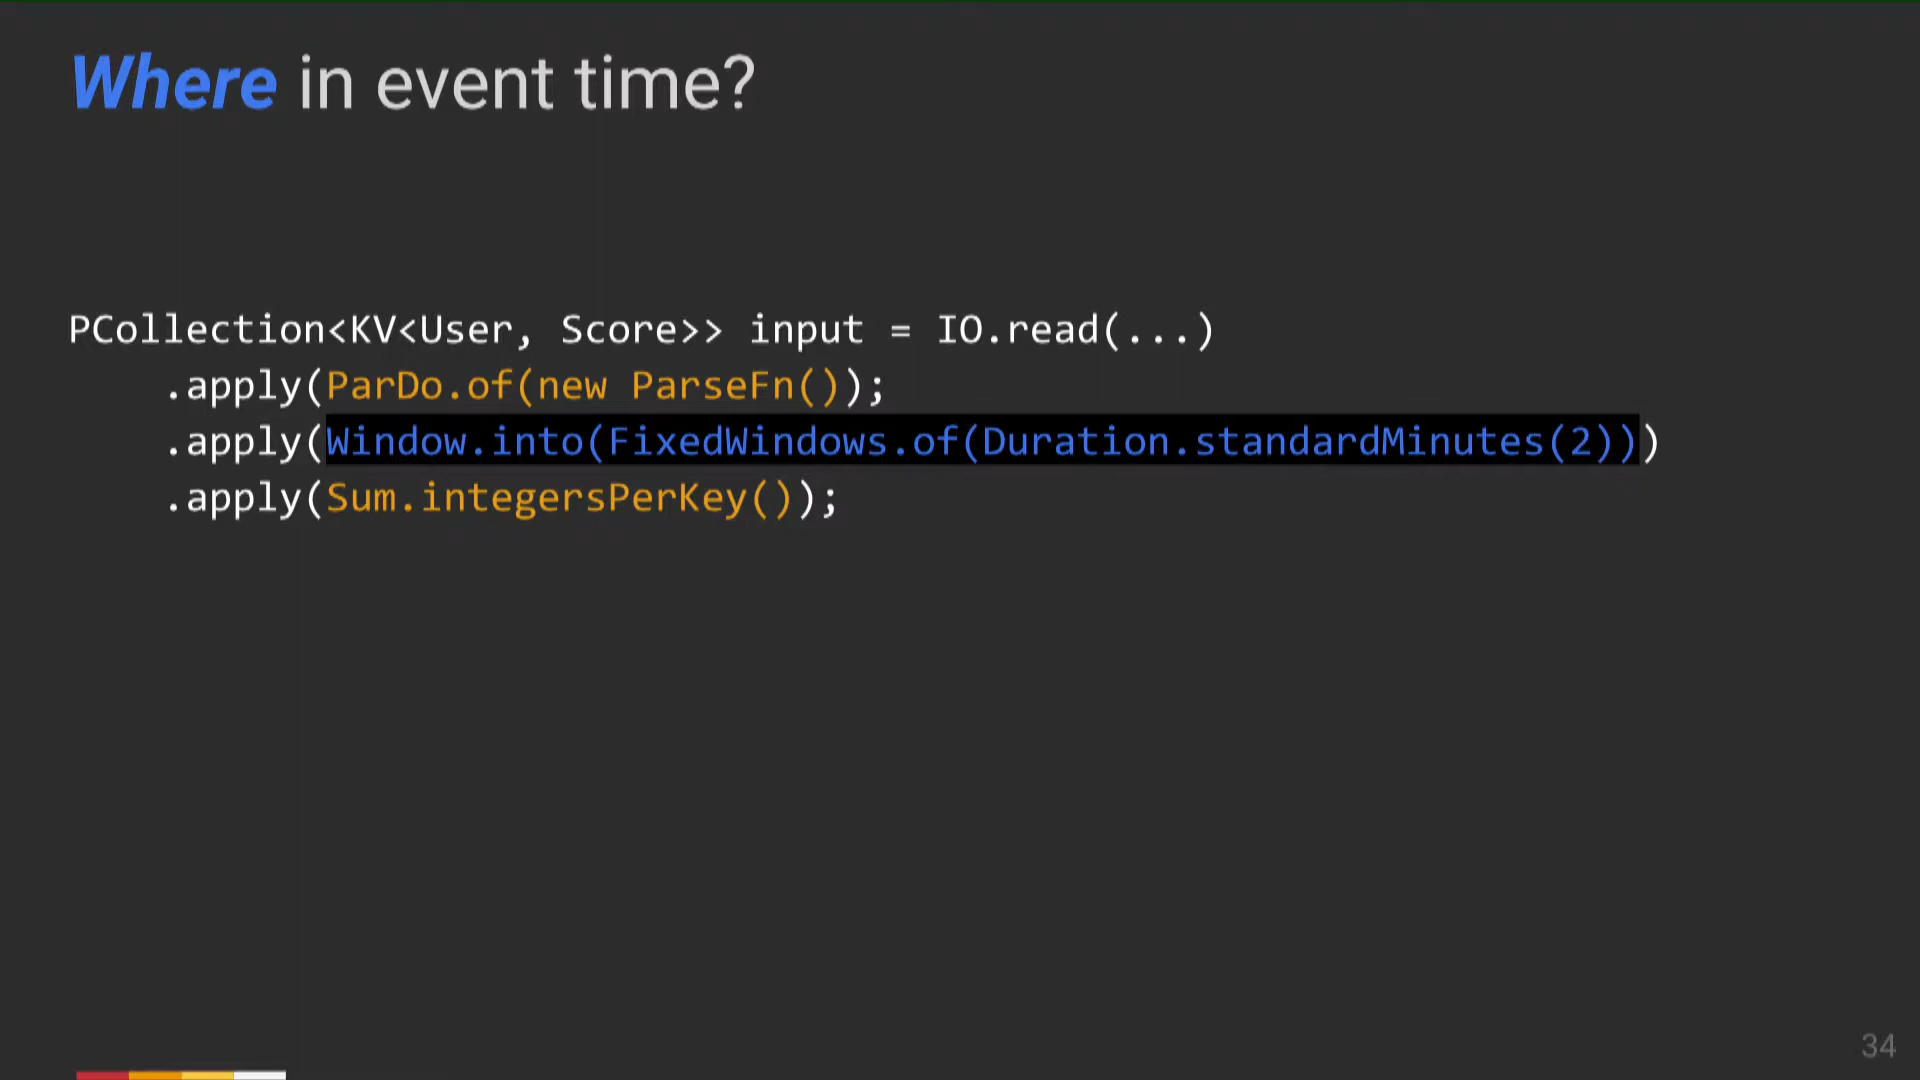 Where in event time?
PCollection<KV<User, Score>> input = IO.read(...)
.apply(ParDo.of(new ParseFn());
.apply(Window.into(FixedWindows.of(Duration.standardMinutes(2)))
.apply(Sum.integersPerKey());
34